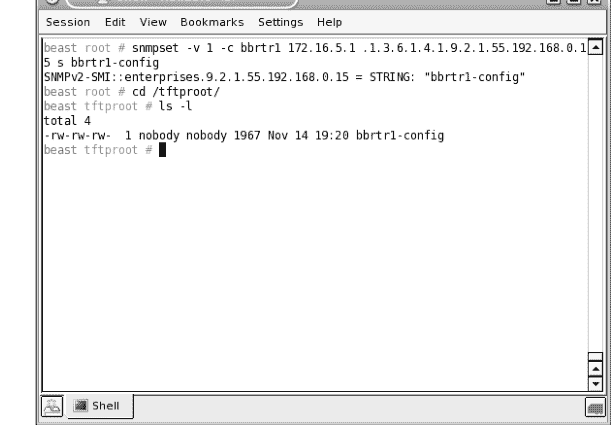 Session Edit View Bookmarks Settings Help
beast root # snmpset -v 1 -c bbrtr1 172.16.5.1 .1.3.6.1.4.1.9.2.1.55.192.168.0.1
5 s bbrtr1-config
SNMPv2-SMI::enterprises.9.2.1.55.192.168.0.15 = STRING: "bbrtr1-config"
beast root # cd /tftproot/
beast tftproot # ls -l
total 4
-rw-rw-rw- 1 nobody nobody 1967 Nov 14 19:20 bbrtr1-config
beast tftproot #
Shell